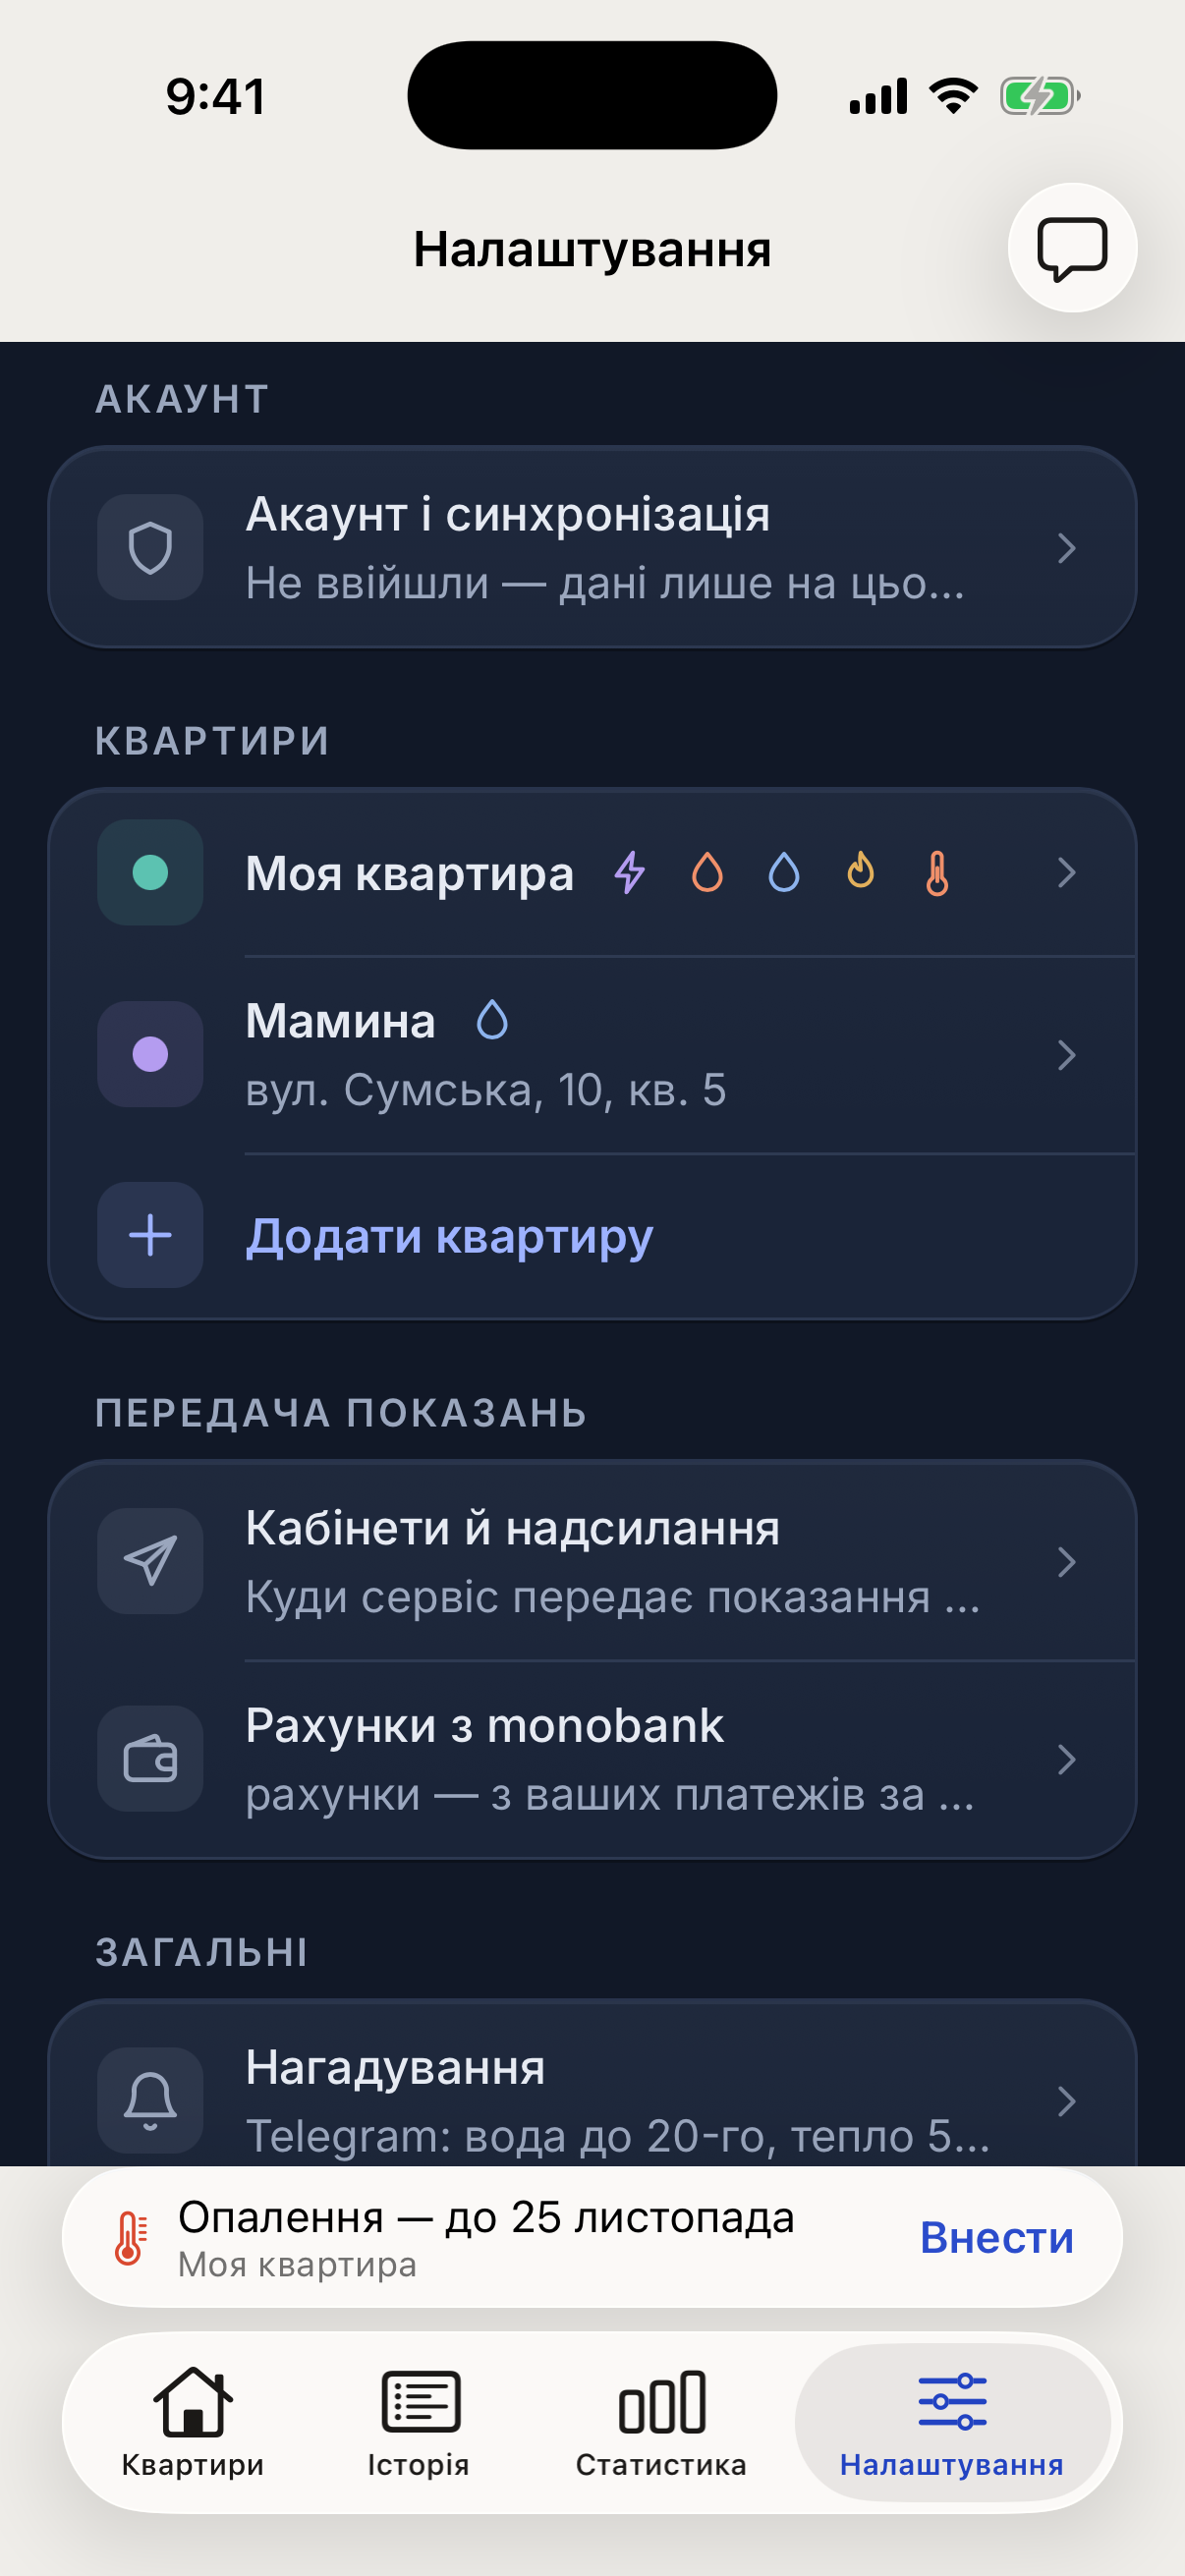 9:41
Налаштування
АКАУНТ
Акаунт і синхронізація
Не ввійшли — дані лише на цьо...
КВАРТИРИ
Моя квартира
Мамина
вул. Сумська, 10, кв. 5
Додати квартиру
ПЕРЕДАЧА ПОКАЗАНЬ
Кабінети й надсилання
Куди сервіс передає показання ...
Рахунки з monobank
рахунки — з ваших платежів за ...
ЗАГАЛЬНІ
Нагадування
Telegram: вода до 20-го, тепло 5...
Опалення — до 25 листопада
Моя квартира
Внести
Квартири
Історія
Статистика
Налаштування